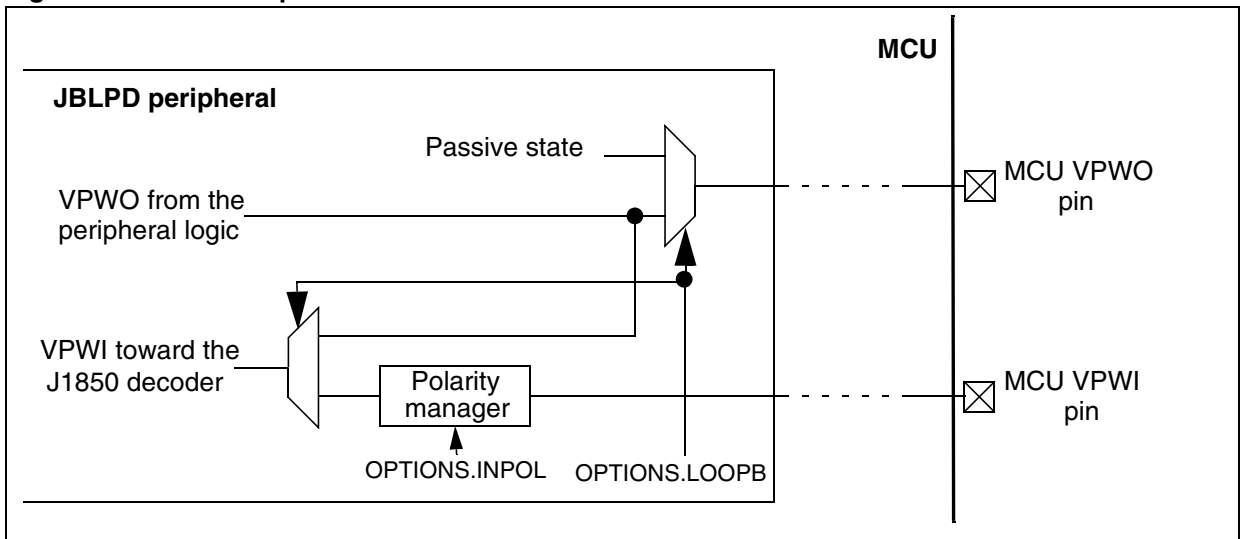 MCU
JBLPD peripheral
Passive state
VPWO from the
peripheral logic
MCU VPWO
pin
VPWI toward the
J1850 decoder
Polarity
manager
MCU VPWI
pin
OPTIONS.INPOL
OPTIONS.LOOPB